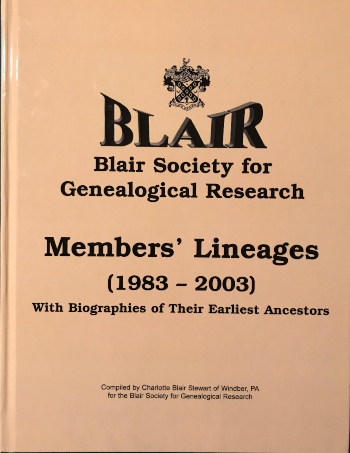 BLAIR
Blair Society for
Genealogical Research
Members' Lineages
(1983 – 2003)
With Biographies of Their Earliest Ancestors
Compiled by Charlotte Blair Stewart of Windber, PA
for the Blair Society for Genealogical Research